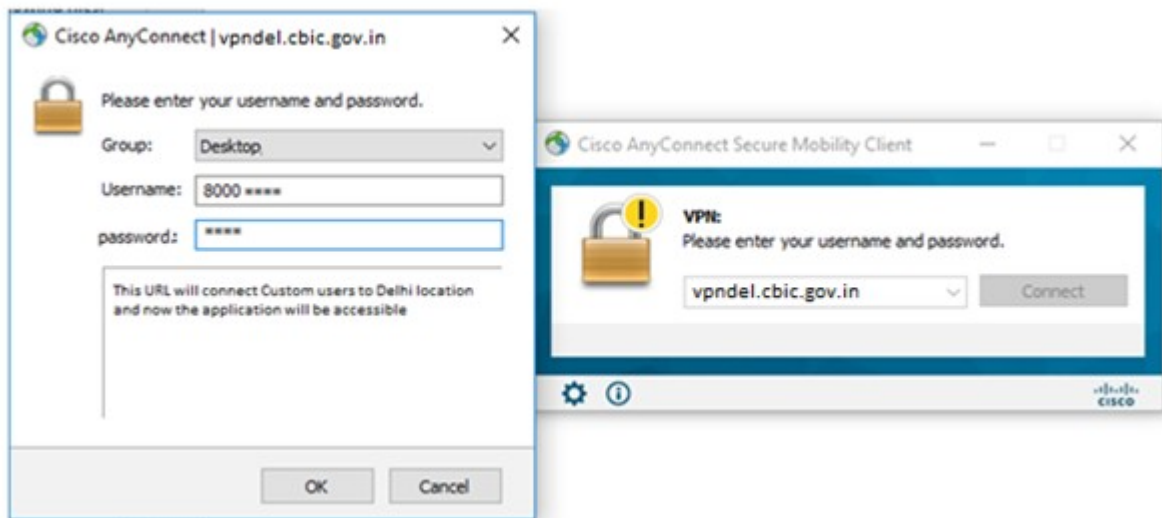 Cisco AnyConnect | vpndel.cbic.gov.in
Please enter your username and password.
Group:
Desktop
Username:
8000 ****
password:
****
This URL will connect Custom users to Delhi location
and now the application will be accessible
OK
Cancel
Cisco AnyConnect Secure Mobility Client
VPN:
Please enter your username and password.
vpndel.cbic.gov.in
Connect
CISCO